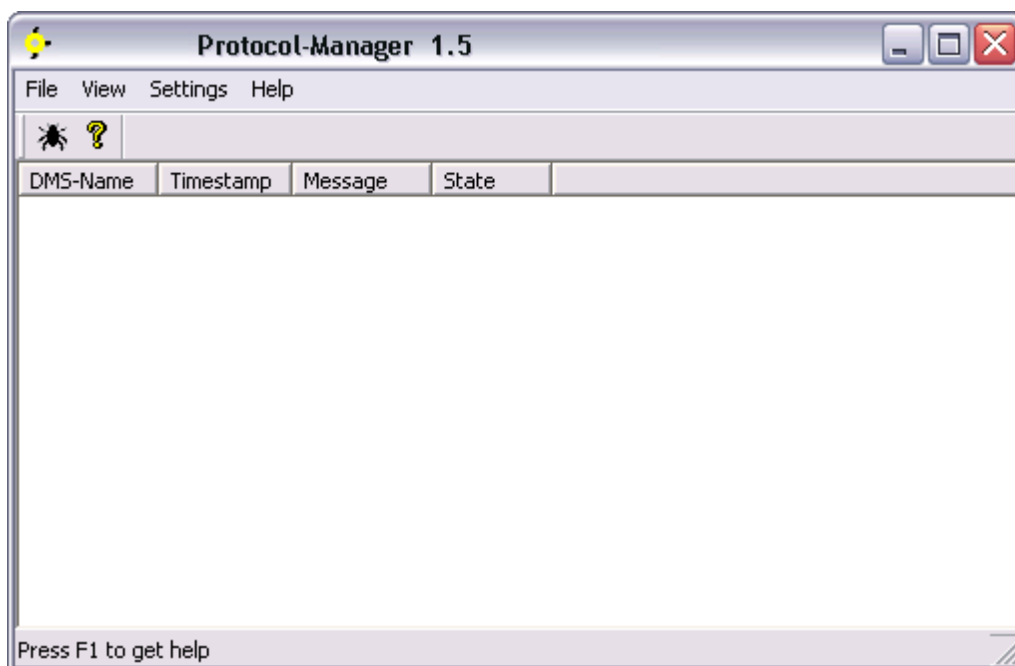 Protocol-Manager 1.5
File View Settings Help
DMS-Name Timestamp Message State
Press F1 to get help